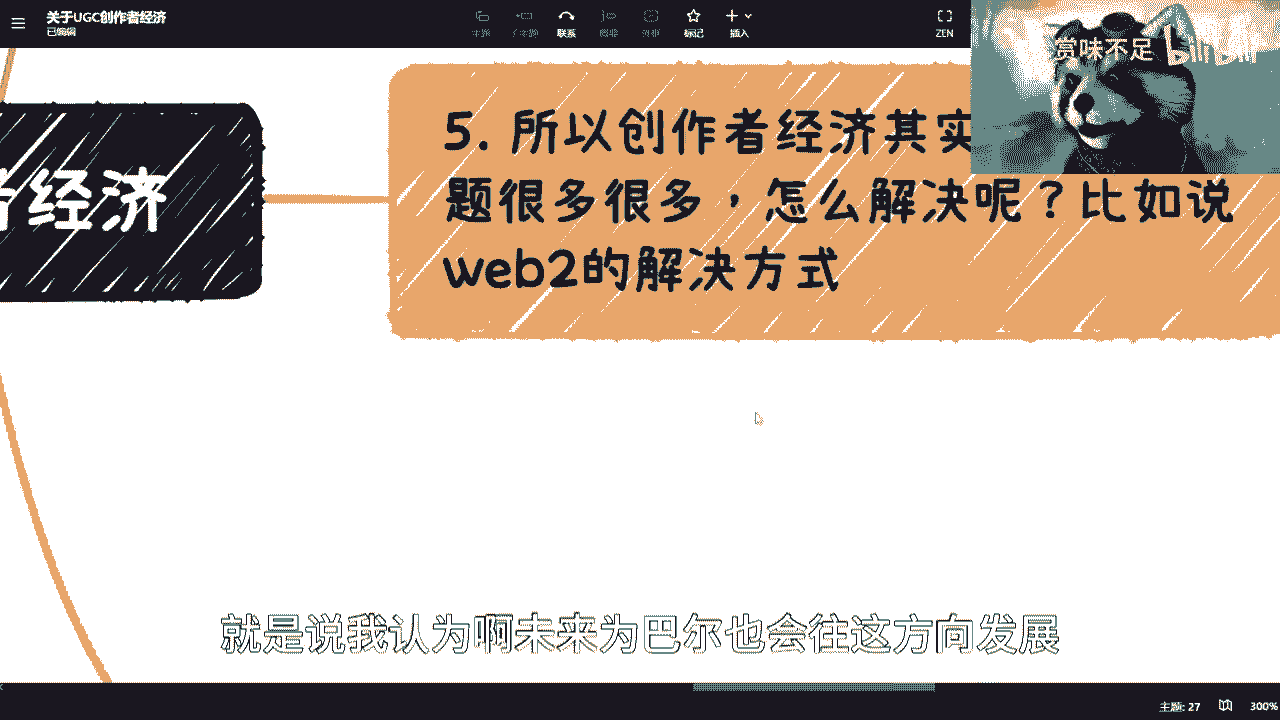 关于UGC创作者经济
已编辑
主题
子主题
联系
概要
外框
标记
插入
ZEN
赏味不足 bilibili
者经济
5. 所以创作者经济其实
题很多很多，怎么解决呢？比如说
web2的解决方式
就是说我认为啊未来为巴尔也会往这方向发展
主题: 27
300%